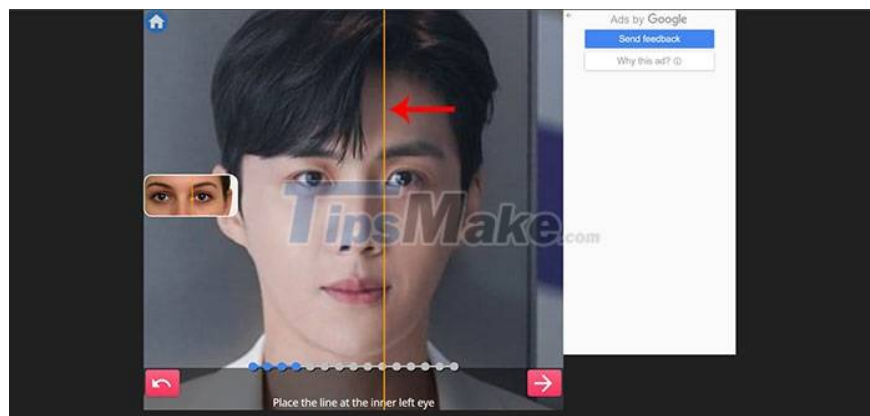 Ads by Google
Send feedback
Why this ad?
TipsMake.com
Place the line at the inner left eye